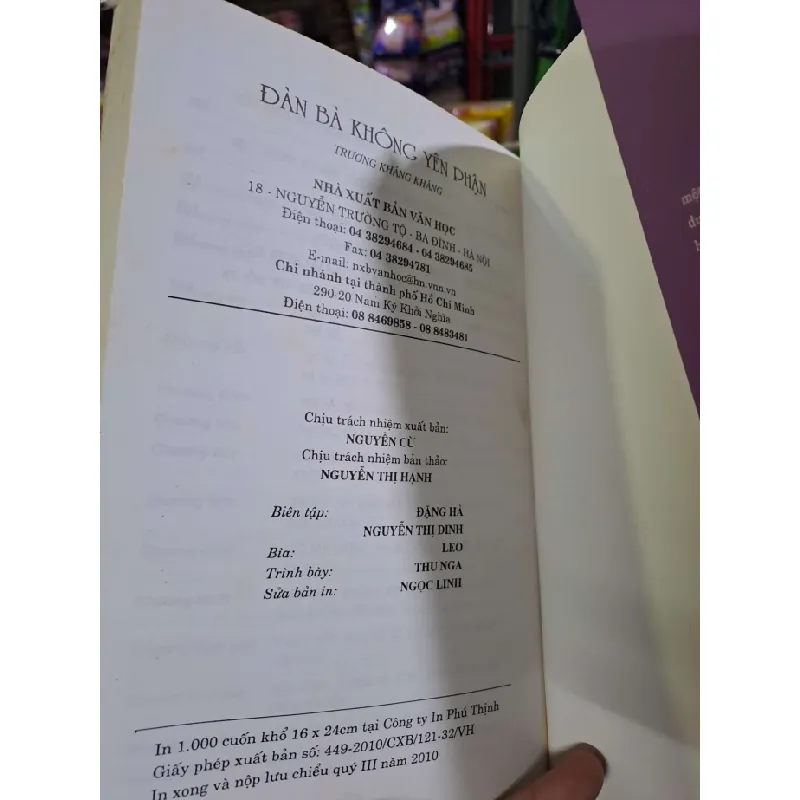 ĐÀN BÀ KHÔNG YÊN PHẬN
TRƯƠNG KHÁNG KHÁNG
NHÀ XUẤT BẢN VĂN HỌC
18 - NGUYỄN TRƯỜNG TỘ - BA ĐÌNH - HÀ NỘI
Điện thoại: 04 38294684 - 04 38294685
Fax: 04 38294781
E-mail: nxbvanhoc@hn.vnn.vn
Chi nhánh tại thành phố Hồ Chí Minh
290-20 Nam Kỳ Khởi Nghĩa
Điện thoại: 08 8469858 - 08 8483481
Chịu trách nhiệm xuất bản:
NGUYỄN CỪ
Chịu trách nhiệm bản thảo:
NGUYỄN THỊ HẠNH
Biên tập: ĐẶNG HÀ
NGUYỄN THỊ DINH
Bìa: LEO
Trình bày: THU NGA
Sửa bản in: NGỌC LINH
In 1.000 cuốn khổ 16 x 24cm tại Công ty In Phú Thịnh
Giấy phép xuất bản số: 449-2010/CXB/121-32/VH
In xong và nộp lưu chiểu quý III năm 2010
một